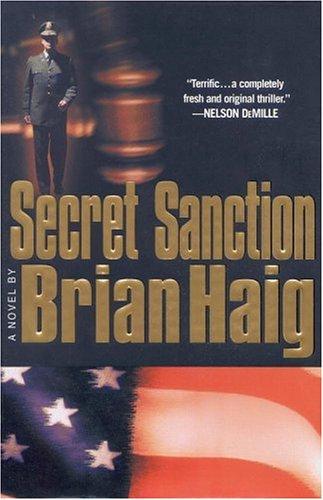 “Terrific...a completely
fresh and original thriller.”
—NELSON DEMILLE
Secret Sanction
A NOVEL BY
Brian Haig